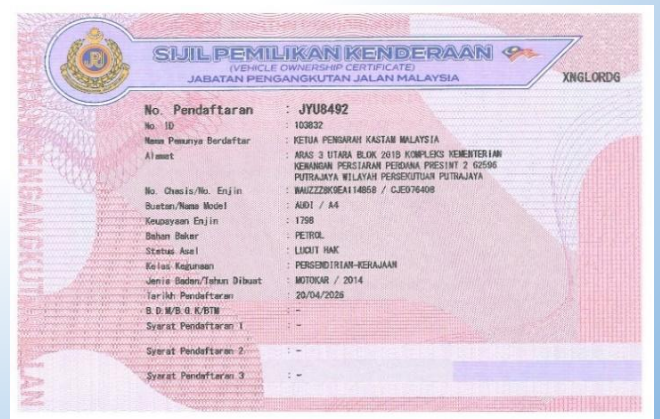 SIJIL PEMILIKAN KENDERAAN
(VEHICLE OWNERSHIP CERTIFICATE)
JABATAN PENGANGKUTAN JALAN MALAYSIA
XNGLORDG
No. Pendaftaran : JYU8492
No. ID : 103832
Nama Pemunya Berdaftar : KETUA PENGARAH KASTAM MALAYSIA
Alamat : ARAS 3 UTARA BLOK 2G1B KOMPLEKS KEMENTERIAN
KEWANGAN PERSIARAN PERDANA PRESINT 2 62596
PUTRAJAYA WILAYAH PERSEKUTUAN PUTRAJAYA
No. Chasis/No. Enjin : WAUZZZ8K9EA114858 / CJE076408
Buatan/Nama Model : AUDI / A4
Keupayaan Enjin : 1798
Bahan Bakar : PETROL
Status Asal : LUCUT HAK
Kelas Kegunaan : PERSENDIRIAN-KERAJAAN
Jenis Badan/Tahun Dibuat : MOTOKAR / 2014
Tarikh Pendaftaran : 20/04/2026
B.D.M/B.G.K/BTM : -
Syarat Pendaftaran 1 : -
Syarat Pendaftaran 2 : -
Syarat Pendaftaran 3 : -